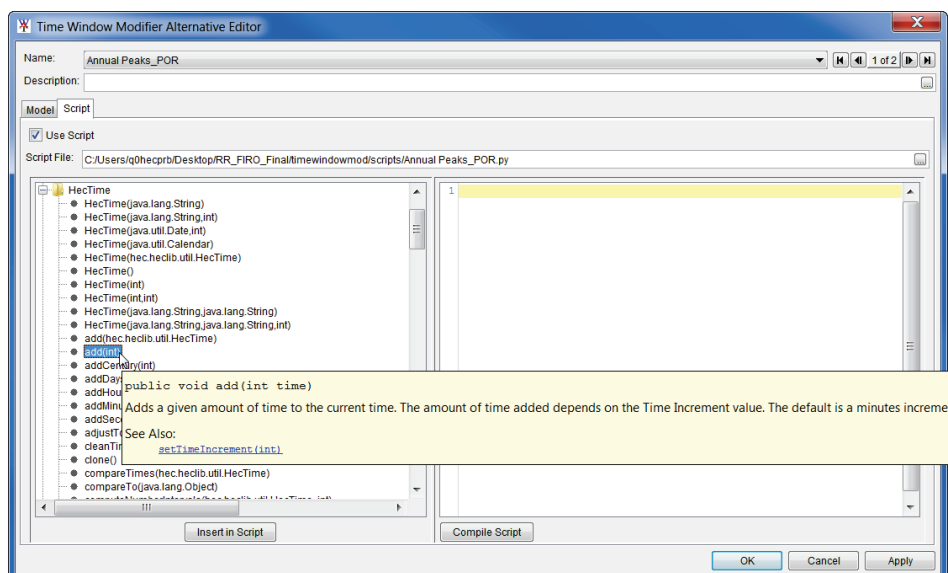 Time Window Modifier Alternative Editor
Name: Annual Peaks_POR 1 of 2
Description:
Model Script
Use Script
Script File: C:/Users/q0hecprb/Desktop/RR_FIRO_Final/timewindowmod/scripts/Annual Peaks_POR.py
HecTime
HecTime(java.lang.String)
HecTime(java.lang.String,int)
HecTime(java.util.Date,int)
HecTime(java.util.Calendar)
HecTime(hec.heclib.util.HecTime)
HecTime()
HecTime(int)
HecTime(int,int)
HecTime(java.lang.String,java.lang.String)
HecTime(java.lang.String,java.lang.String,int)
add(hec.heclib.util.HecTime)
add(int)
addCentury(int)
addDays
addHou
addMinu
addSec
adjustTo
cleanTim
clone()
compareTimes(hec.heclib.util.HecTime)
compareTo(java.lang.Object)
1
public void add(int time)
Adds a given amount of time to the current time. The amount of time added depends on the Time Increment value. The default is a minutes increme
See Also:
setTimeIncrement(int)
Insert in Script Compile Script
OK Cancel Apply